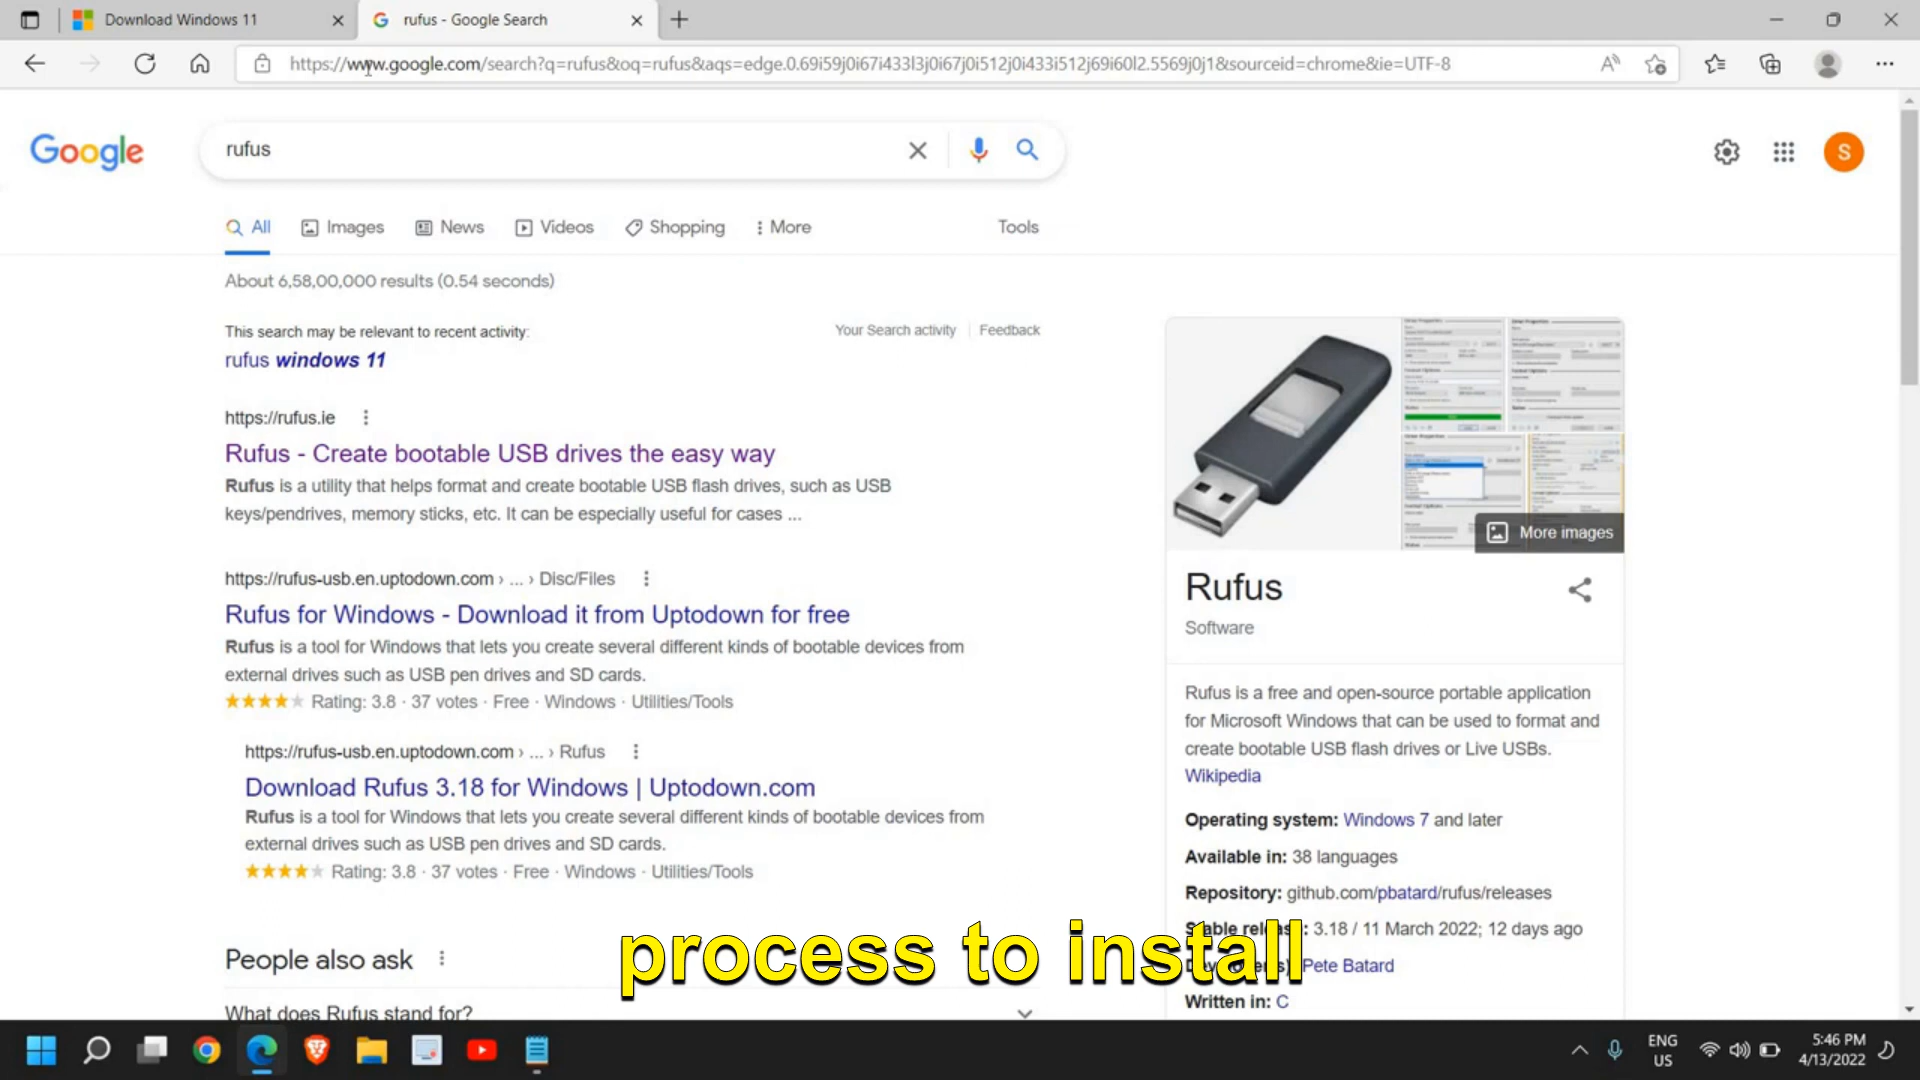 Download Windows 11
rufus - Google Search
https://www.google.com/search?q=rufus&oq=rufus&aqs=edge.0.69i59j0i67i433l3j0i67j0i512j0i433i512j69i60l2.5569j0j1&sourceid=chrome&ie=UTF-8
Google
rufus
S
All
Images
News
Videos
Shopping
More
Tools
About 6,58,00,000 results (0.54 seconds)
This search may be relevant to recent activity:
Your Search activity
Feedback
rufus windows 11
https://rufus.ie
Rufus - Create bootable USB drives the easy way
Rufus is a utility that helps format and create bootable USB flash drives, such as USB
keys/pendrives, memory sticks, etc. It can be especially useful for cases ...
https://rufus-usb.en.uptodown.com › ... › Disc/Files
Rufus for Windows - Download it from Uptodown for free
Rufus is a tool for Windows that lets you create several different kinds of bootable devices from
external drives such as USB pen drives and SD cards.
Rating: 3.8 · 37 votes · Free · Windows · Utilities/Tools
https://rufus-usb.en.uptodown.com › ... › Rufus
Download Rufus 3.18 for Windows | Uptodown.com
Rufus is a tool for Windows that lets you create several different kinds of bootable devices from
external drives such as USB pen drives and SD cards.
Rating: 3.8 · 37 votes · Free · Windows · Utilities/Tools
People also ask
What does Rufus stand for?
More images
Rufus
Software
Rufus is a free and open-source portable application
for Microsoft Windows that can be used to format and
create bootable USB flash drives or Live USBs.
Wikipedia
Operating system: Windows 7 and later
Available in: 38 languages
Repository: github.com/pbatard/rufus/releases
Stable release: 3.18 / 11 March 2022; 12 days ago
Pete Batard
Written in: C
process to install
ENG
US
5:46 PM
4/13/2022